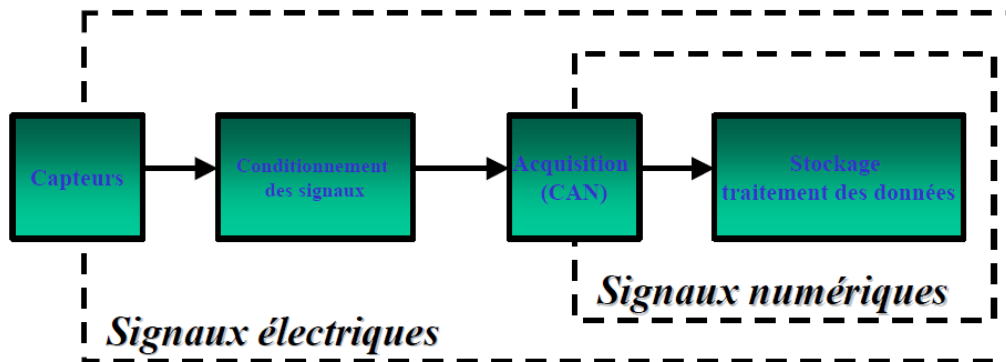 Capteurs
Conditionnement
des signaux
Acquisition
(CAN)
Stockage
traitement des données
Signaux numériques
Signaux électriques